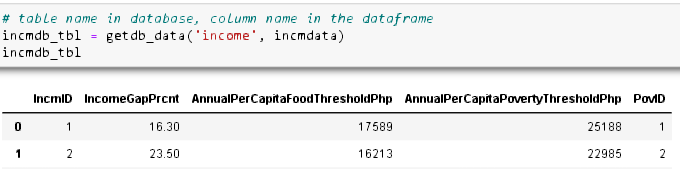 # table name in database, column name in the dataframe
incmdb_tbl = getdb_data('income', incmdata)
incmdb_tbl
IncmID IncomeGapPrcnt AnnualPerCapitaFoodThresholdPhp AnnualPerCapitaPovertyThresholdPhp PovID
0 1 16.30 17589 25188 1
1 2 23.50 16213 22985 2